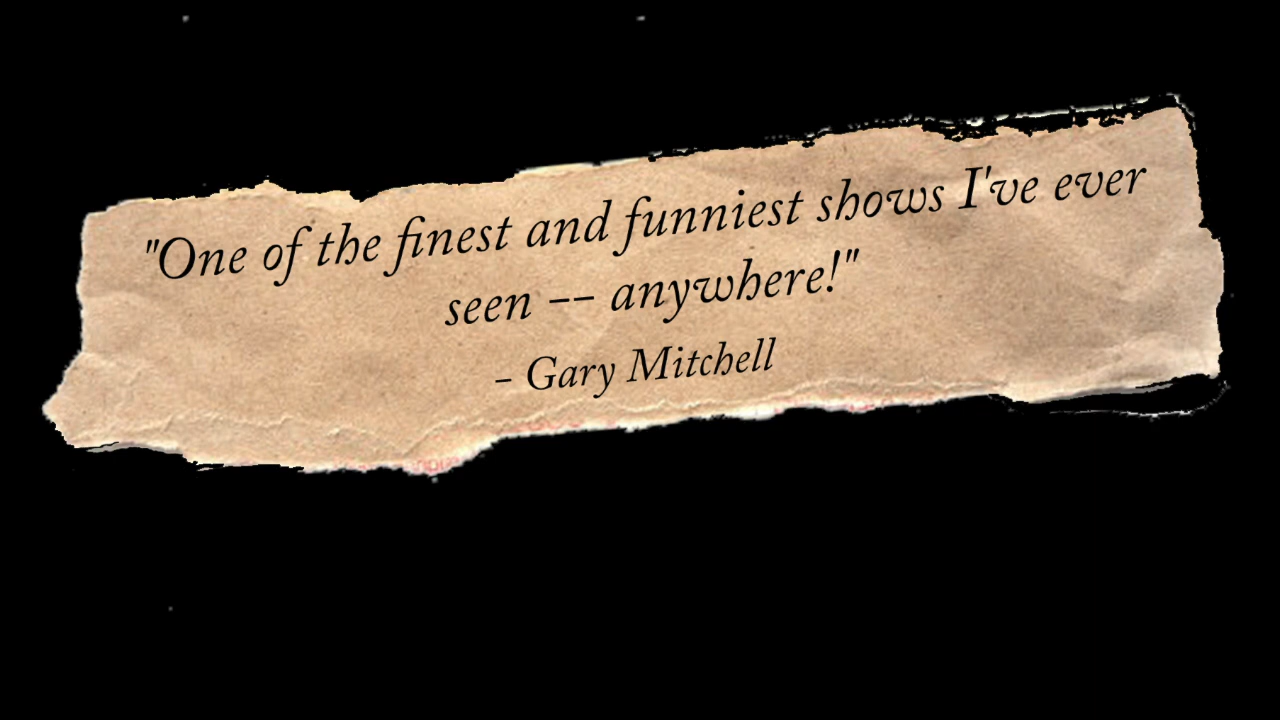 "One of the finest and funniest shows I've ever
seen -- anywhere!"
- Gary Mitchell